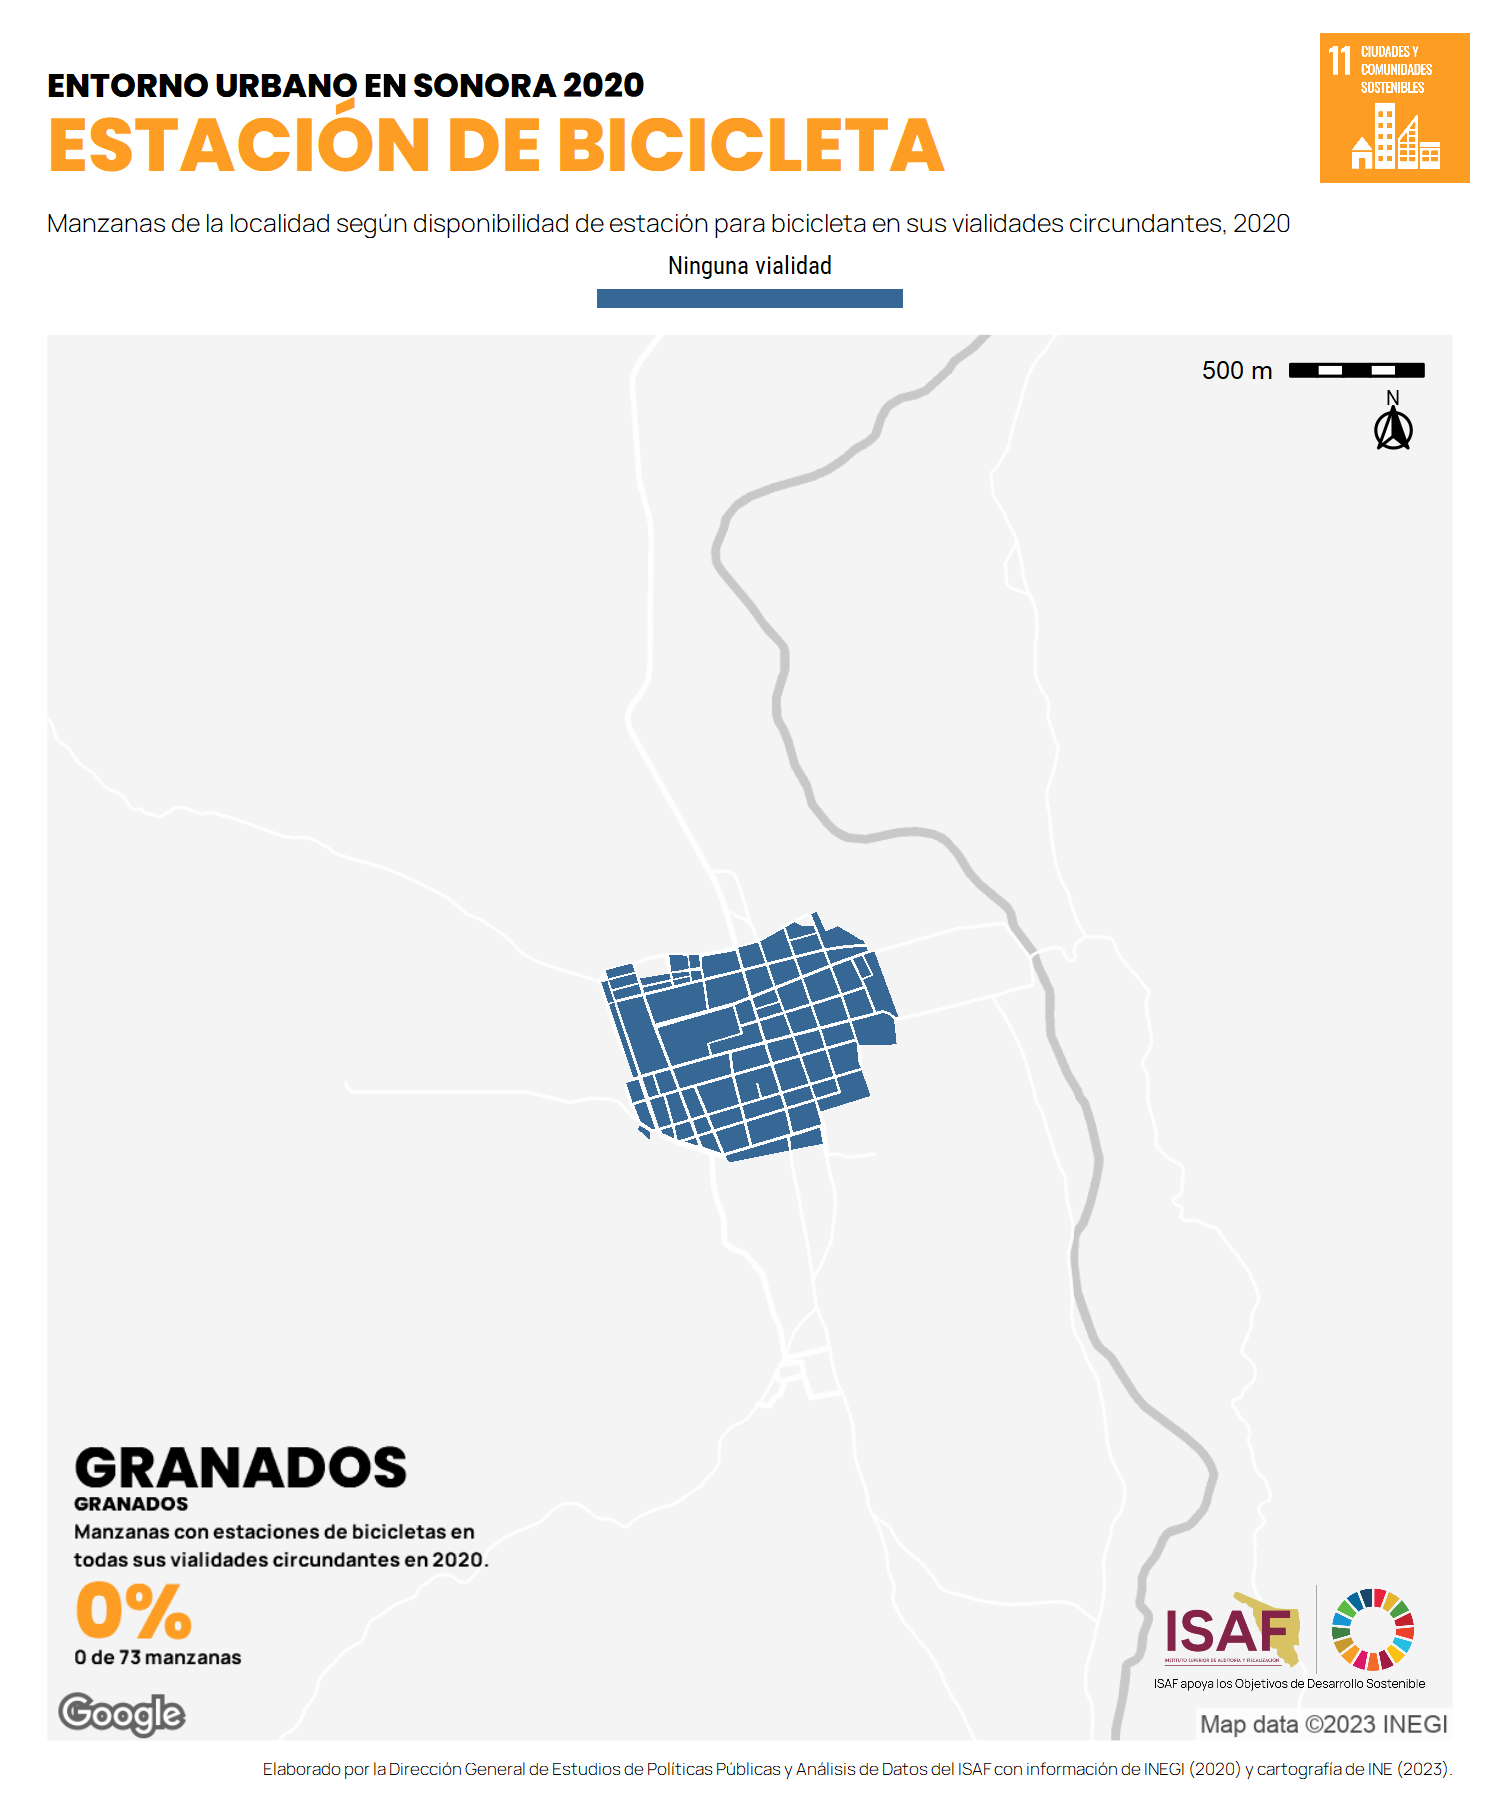 ENTORNO URBANO EN SONORA 2020
ESTACIÓN DE BICICLETA
11 CIUDADES Y
COMUNIDADES
SOSTENIBLES
Manzanas de la localidad según disponibilidad de estación para bicicleta en sus vialidades circundantes, 2020
Ninguna vialidad
500 m
N
GRANADOS
GRANADOS
Manzanas con estaciones de bicicletas en
todas sus vialidades circundantes en 2020.
0%
0 de 73 manzanas
ISAF
INSTITUTO SUPERIOR DE AUDITORÍA Y FISCALIZACIÓN
ISAF apoya los Objetivos de Desarrollo Sostenible
Google
Map data ©2023 INEGI
Elaborado por la Dirección General de Estudios de Políticas Públicas y Análisis de Datos del ISAF con información de INEGI (2020) y cartografía de INE (2023).